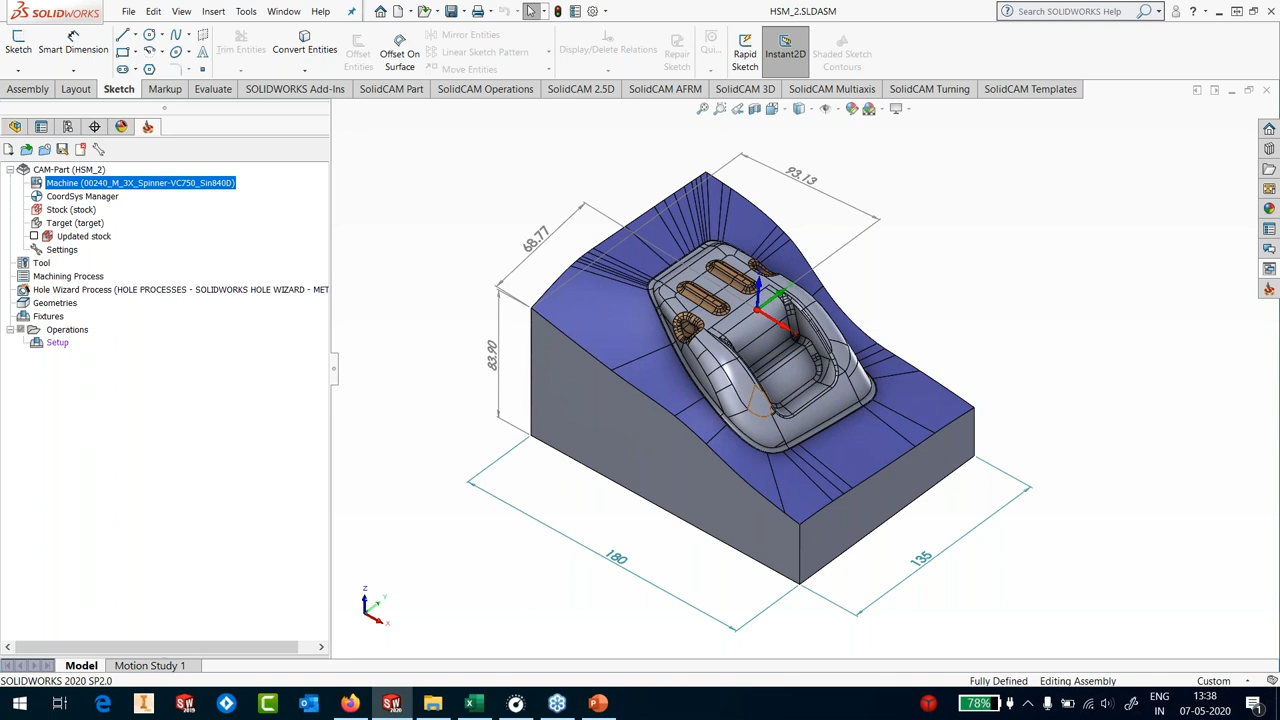 SOLIDWORKS File Edit View Insert Tools Window Help HSM_2.SLDASM Search SOLIDWORKS Help
Sketch Smart Dimension Trim Entities Convert Entities Offset Entities Offset On Surface Mirror Entities Linear Sketch Pattern Move Entities Display/Delete Relations Repair Sketch Qui... Rapid Sketch Instant2D Shaded Sketch Contours
Assembly Layout Sketch Markup Evaluate SOLIDWORKS Add-Ins SolidCAM Part SolidCAM Operations SolidCAM 2.5D SolidCAM AFRM SolidCAM 3D SolidCAM Multiaxis SolidCAM Turning SolidCAM Templates
CAM-Part (HSM_2)
Machine (00240_M_3X_Spinner-VC750_Sin840D)
CoordSys Manager
Stock (stock)
Target (target)
Updated stock
Settings
Tool
Machining Process
Hole Wizard Process (HOLE PROCESSES - SOLIDWORKS HOLE WIZARD - MET
Geometries
Fixtures
Operations
Setup
93.13
68.77
83.90
180
135
Z
Y
X
Model Motion Study 1
SOLIDWORKS 2020 SP2.0 Fully Defined Editing Assembly Custom
78% ENG 13:38
IN 07-05-2020